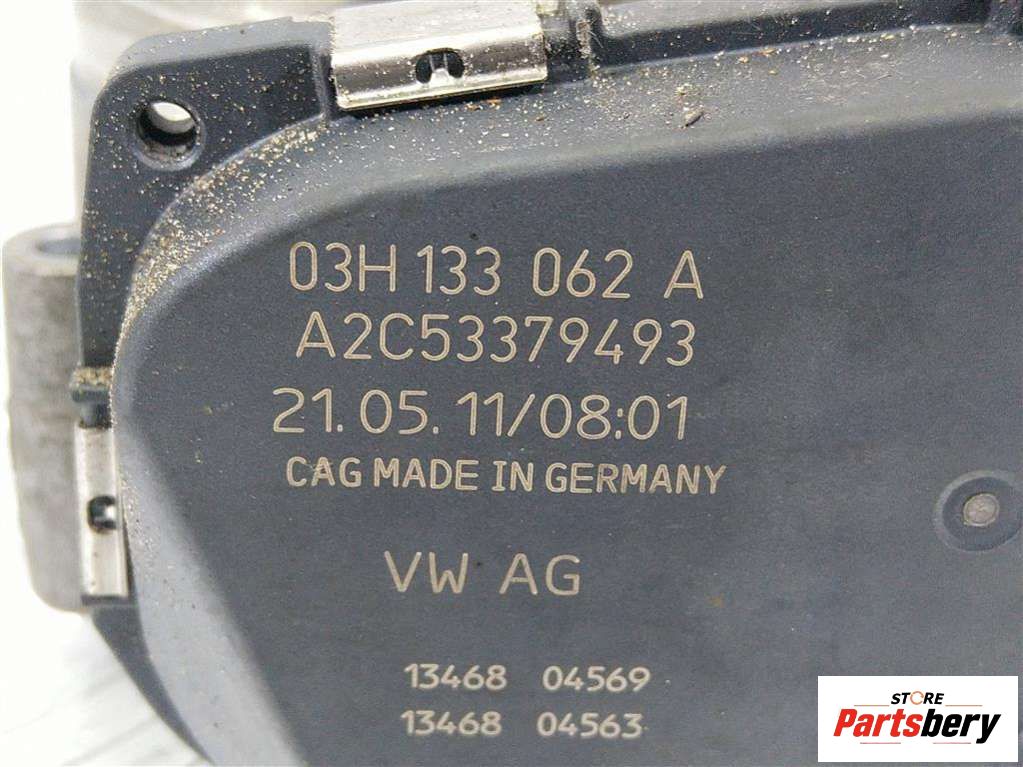 03H 133 062 A
A2C53379493
21.05.11/08:01
CAG MADE IN GERMANY
VW AG
13468 04569
13468 04563
STORE
Partsbery